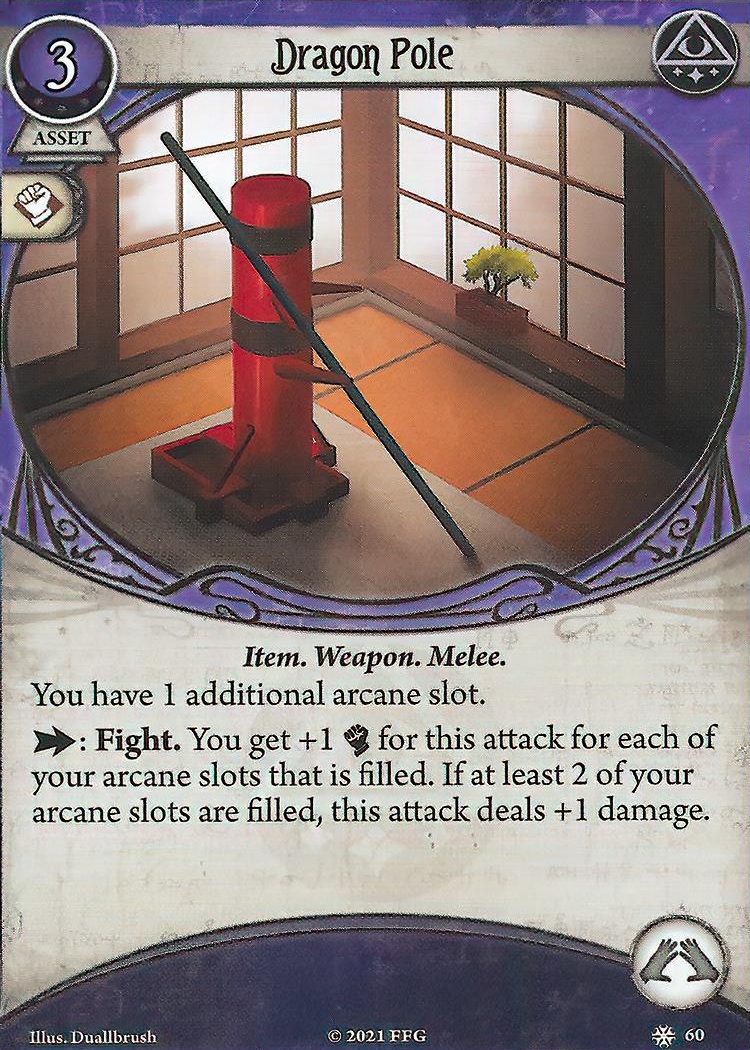 3
Dragon Pole
ASSET
Item. Weapon. Melee.
You have 1 additional arcane slot.
: Fight. You get +1 for this attack for each of
your arcane slots that is filled. If at least 2 of your
arcane slots are filled, this attack deals +1 damage.
Illus. Duallbrush
© 2021 FFG
60